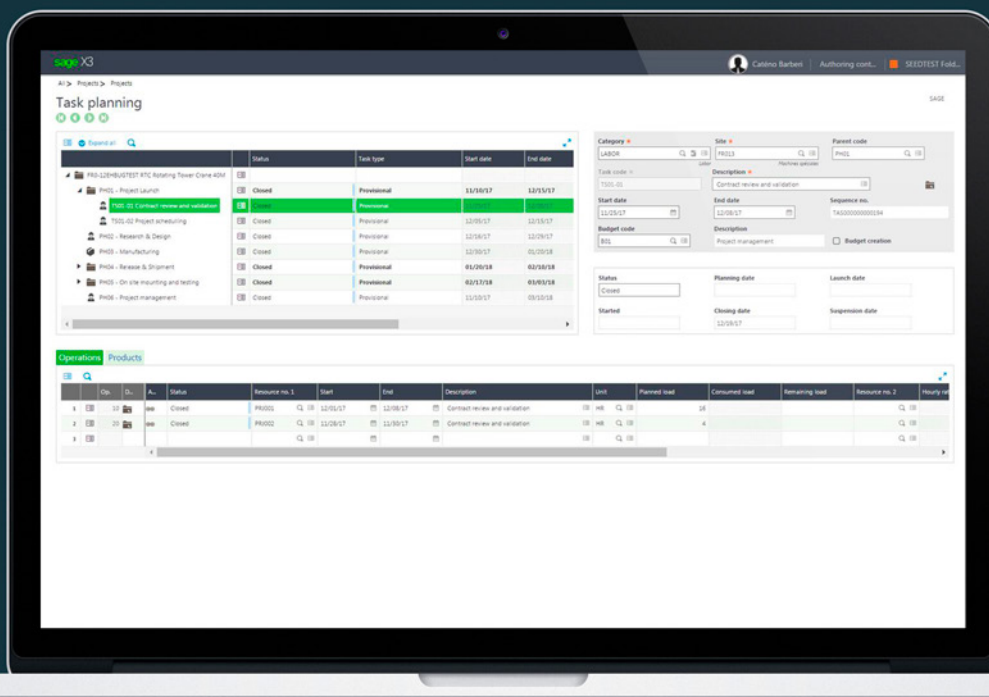 sage X3
Caténo Barberi Authoring cont... SEEDTEST Fold...
All > Projects > Projects
Task planning
SAGE
Expand all
Status Task type Start date End date
RTC Rotating Tower Crane 40M
PH01 - Project Launch Closed Provisional 11/10/17 12/15/17
TS01-01 Contract review and validation Closed Provisional
TS01-02 Project scheduling Closed Provisional 12/05/17 12/15/17
PH02 - Research & Design Closed Provisional 12/16/17 12/29/17
PH03 - Manufacturing Closed Provisional 12/30/17 01/20/18
PH04 - Release & Shipment Closed Provisional 01/20/18 02/10/18
PH05 - On site mounting and testing Closed Provisional 02/17/18 03/03/18
PH06 - Project management Closed Provisional 11/10/17 03/10/18
Category * Site * Parent code
LABOR FR013 PH01
Labor Machines spéciales
Task code * Description *
TS01-01 Contract review and validation
Start date End date Sequence no.
11/25/17 12/08/17
Budget code Description
B01 Project management Budget creation
Status Planning date Launch date
Closed
Started Closing date Suspension date
12/19/17
Operations Products
Op. D.. A.. Status Resource no. 1 Start End Description Unit Planned load Consumed load Remaining load Resource no. 2 Hourly rat
1 10 Closed PRJ001 12/01/17 12/08/17 Contract review and validation HR 16
2 20 Closed PRJ002 11/28/17 11/30/17 Contract review and validation HR 4
3